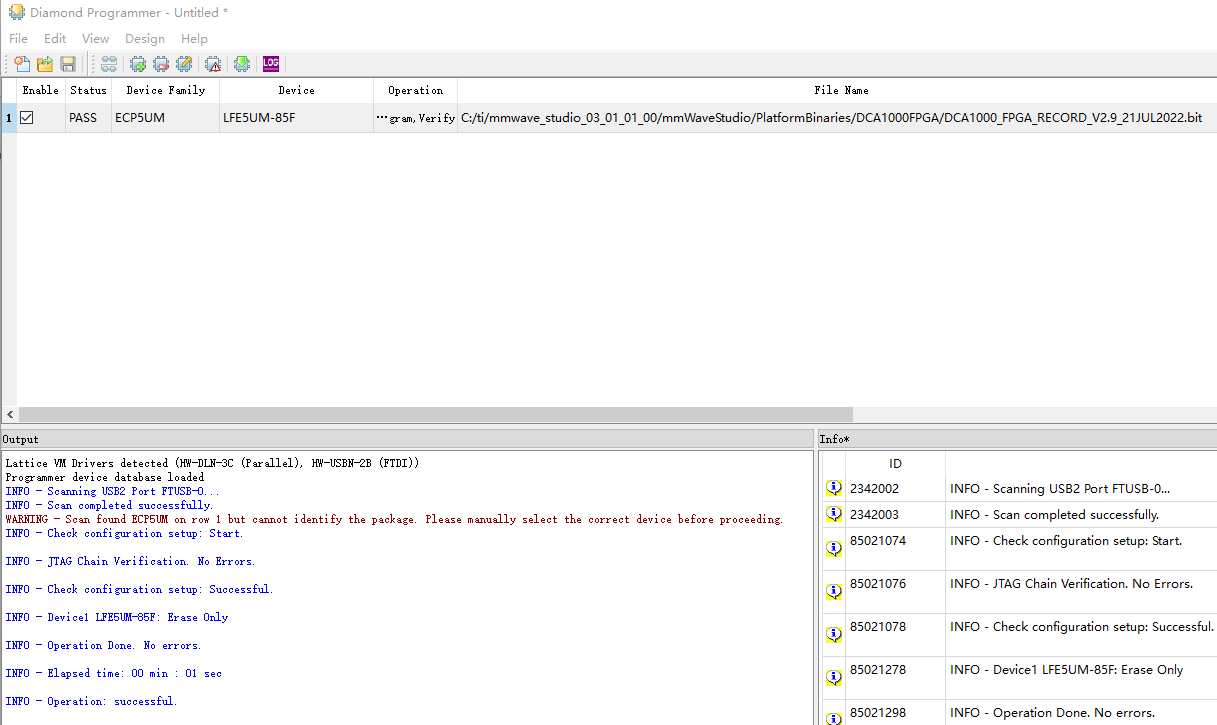 Diamond Programmer - Untitled *
File Edit View Design Help
LOG
Enable Status Device Family Device Operation File Name
1 PASS ECP5UM LFE5UM-85F ···gram,Verify C:/ti/mmwave_studio_03_01_01_00/mmWaveStudio/PlatformBinaries/DCA1000FPGA/DCA1000_FPGA_RECORD_V2.9_21JUL2022.bit
Output
Lattice VM Drivers detected (HW-DLN-3C (Parallel), HW-USBN-2B (FTDI))
Programmer device database loaded
INFO - Scanning USB2 Port FTUSB-0...
INFO - Scan completed successfully.
WARNING - Scan found ECP5UM on row 1 but cannot identify the package. Please manually select the correct device before proceeding.
INFO - Check configuration setup: Start.
INFO - JTAG Chain Verification. No Errors.
INFO - Check configuration setup: Successful.
INFO - Device1 LFE5UM-85F: Erase Only
INFO - Operation Done. No errors.
INFO - Elapsed time: 00 min : 01 sec
INFO - Operation: successful.
Info*
ID
2342002 INFO - Scanning USB2 Port FTUSB-0...
2342003 INFO - Scan completed successfully.
85021074 INFO - Check configuration setup: Start.
85021076 INFO - JTAG Chain Verification. No Errors.
85021078 INFO - Check configuration setup: Successful.
85021278 INFO - Device1 LFE5UM-85F: Erase Only
85021298 INFO - Operation Done. No errors.